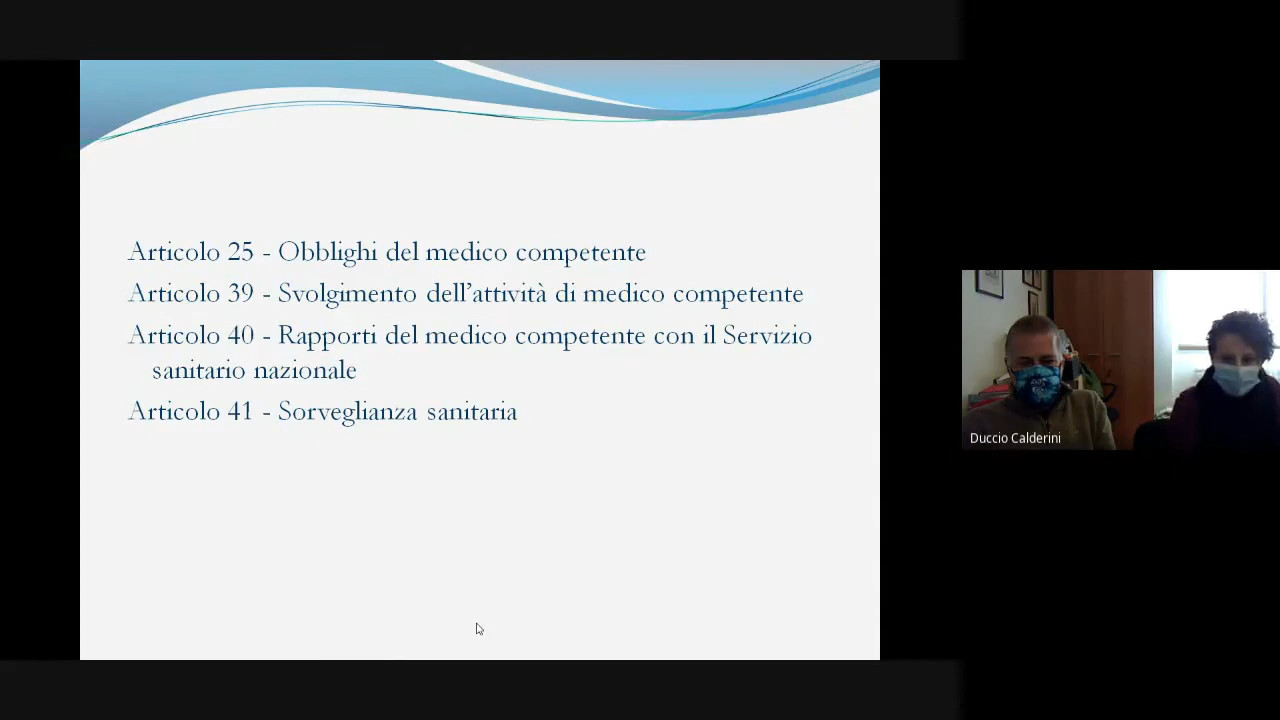 Articolo 25 - Obblighi del medico competente
Articolo 39 - Svolgimento dell’attività di medico competente
Articolo 40 - Rapporti del medico competente con il Servizio
sanitario nazionale
Articolo 41 - Sorveglianza sanitaria
Duccio Calderini